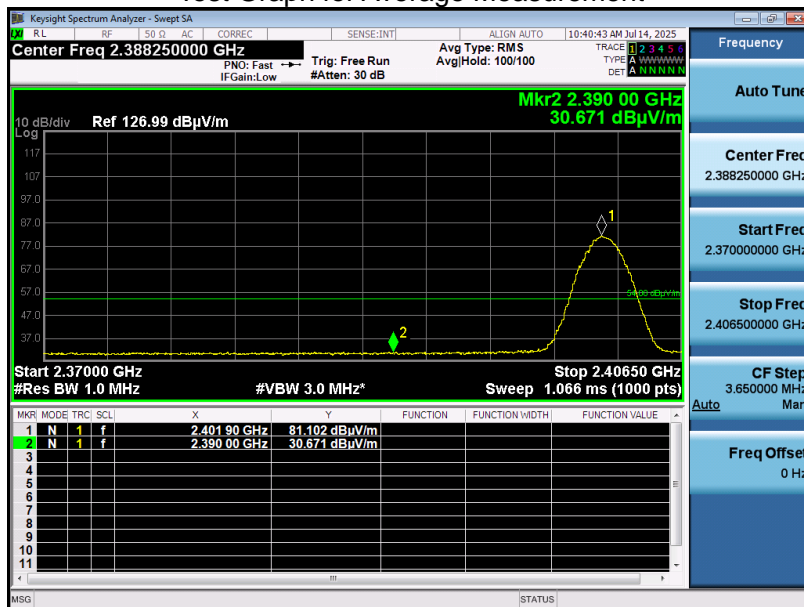 Test Graph for Average Measurement
Keysight Spectrum Analyzer - Swept SA
LXI RL RF 50 Ω AC CORREC SENSE:INT ALIGN AUTO 10:40:43 AM Jul 14, 2025
Center Freq 2.388250000 GHz
PNO: Fast
IFGain:Low
Trig: Free Run
#Atten: 30 dB
Avg Type: RMS
Avg|Hold: 100/100
TRACE 1 2 3 4 5 6
TYPE A WWWWW
DET A N N N N N
Mkr2 2.390 00 GHz
30.671 dBµV/m
10 dB/div Ref 126.99 dBµV/m
Log
117
107
97.0
87.0
77.0
67.0
57.0
47.0
37.0
1
2
54.00 dBµV/m
Start 2.37000 GHz Stop 2.40650 GHz
#Res BW 1.0 MHz #VBW 3.0 MHz* Sweep 1.066 ms (1000 pts)
MKR MODE TRC SCL X Y FUNCTION FUNCTION WIDTH FUNCTION VALUE
1 N 1 f 2.401 90 GHz 81.102 dBµV/m
2 N 1 f 2.390 00 GHz 30.671 dBµV/m
3
4
5
6
7
8
9
10
11
MSG STATUS
Frequency
Auto Tune
Center Freq
2.388250000 GHz
Start Freq
2.370000000 GHz
Stop Freq
2.406500000 GHz
CF Step
3.650000 MHz
Auto Man
Freq Offset
0 Hz